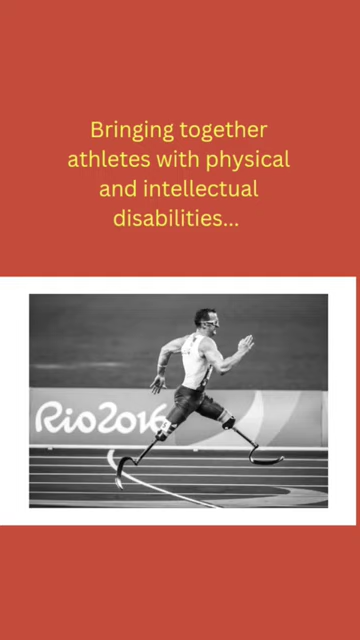 Bringing together
athletes with physical
and intellectual
disabilities...
Rio2016